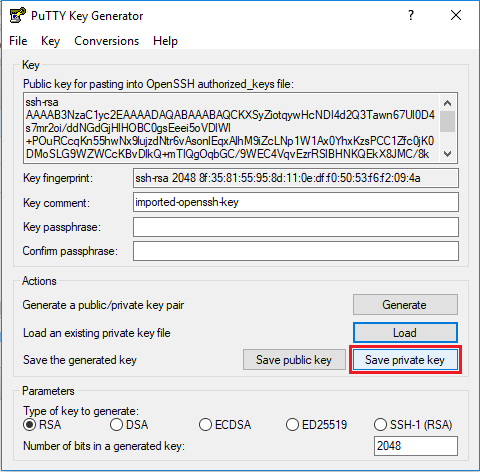 PuTTY Key Generator
File Key Conversions Help
Key
Public key for pasting into OpenSSH authorized_keys file:
ssh-rsa
AAAAB3NzaC1yc2EAAAADAQABAAABAQCKXSyZiotqywHcNDI4d2Q3Tawn67UI0D4
s7mr2oi/ddNGdGjHIHOBC0gsEeei5oVDIWI
+POuRCcqKn55hwNx9lujzdNtr6vAsonIEqxAlhM9iZcLNp1W1Ax0YhxKzsPCC1Zfc0jK0
DMoSLG9WZWCcKBvDlkQ+mTIQgOqbGC/9WEC4VqvEzrRSIBHNKQEkX8JMC/8k
Key fingerprint: ssh-rsa 2048 8f:35:81:55:95:8d:11:0e:df:f0:50:53:f6:f2:09:4a
Key comment: imported-openssh-key
Key passphrase:
Confirm passphrase:
Actions
Generate a public/private key pair Generate
Load an existing private key file Load
Save the generated key Save public key Save private key
Parameters
Type of key to generate:
RSA DSA ECDSA ED25519 SSH-1 (RSA)
Number of bits in a generated key: 2048